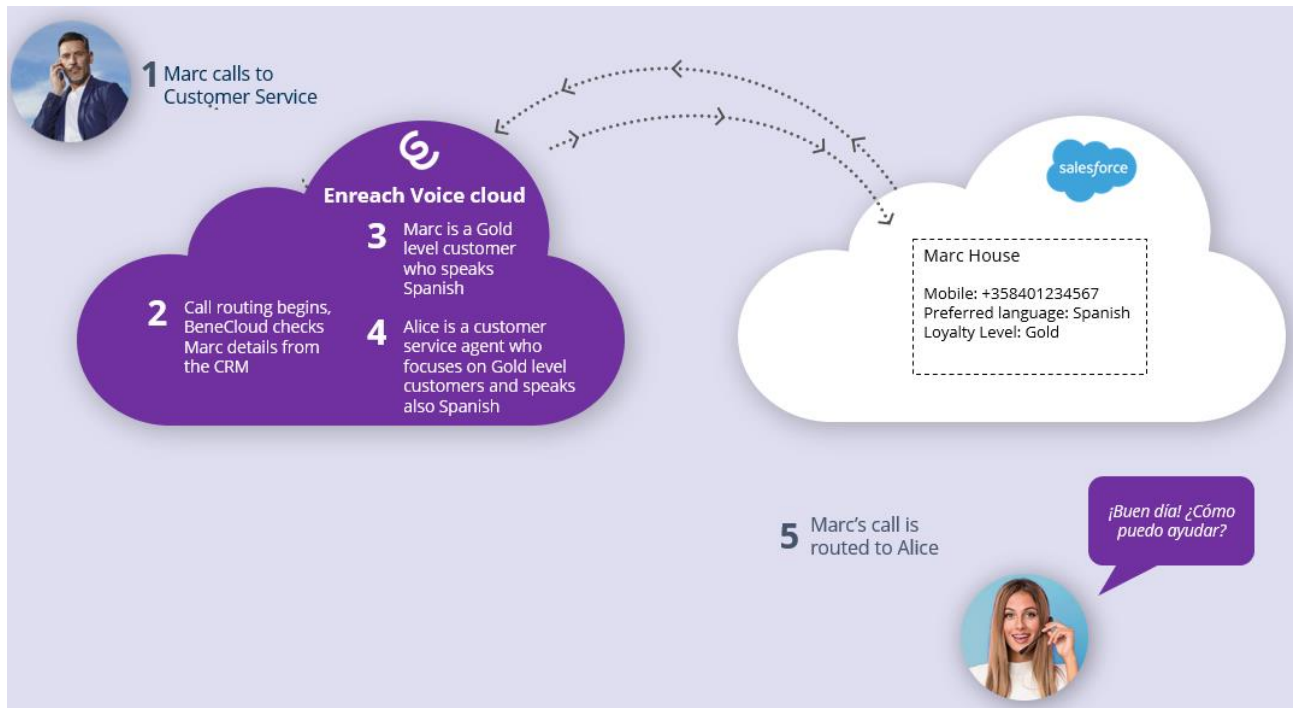 1 Marc calls to
Customer Service
Enreach Voice cloud
2 Call routing begins,
BeneCloud checks
Marc details from
the CRM
3 Marc is a Gold
level customer
who speaks
Spanish
4 Alice is a customer
service agent who
focuses on Gold level
customers and speaks
also Spanish
salesforce
Marc House
Mobile: +358401234567
Preferred language: Spanish
Loyalty Level: Gold
5 Marc’s call is
routed to Alice
¡Buen día! ¿Cómo
puedo ayudar?